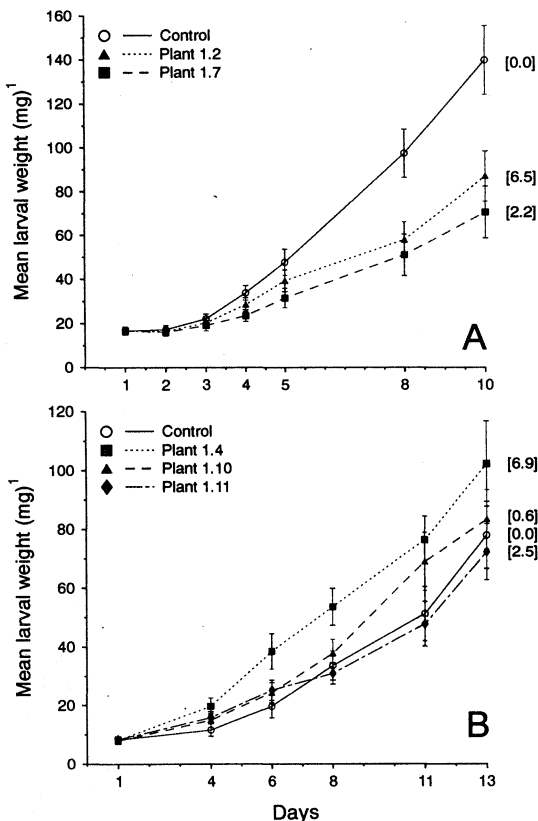 160
140
120
100
80
60
40
20
0
Mean larval weight (mg)1
Control
Plant 1.2
Plant 1.7
[0.0]
[6.5]
[2.2]
A
1 2 3 4 5 8 10
120
100
80
60
40
20
0
Mean larval weight (mg)1
Control
Plant 1.4
Plant 1.10
Plant 1.11
[6.9]
[0.6]
[0.0]
[2.5]
B
1 4 6 8 11 13
Days